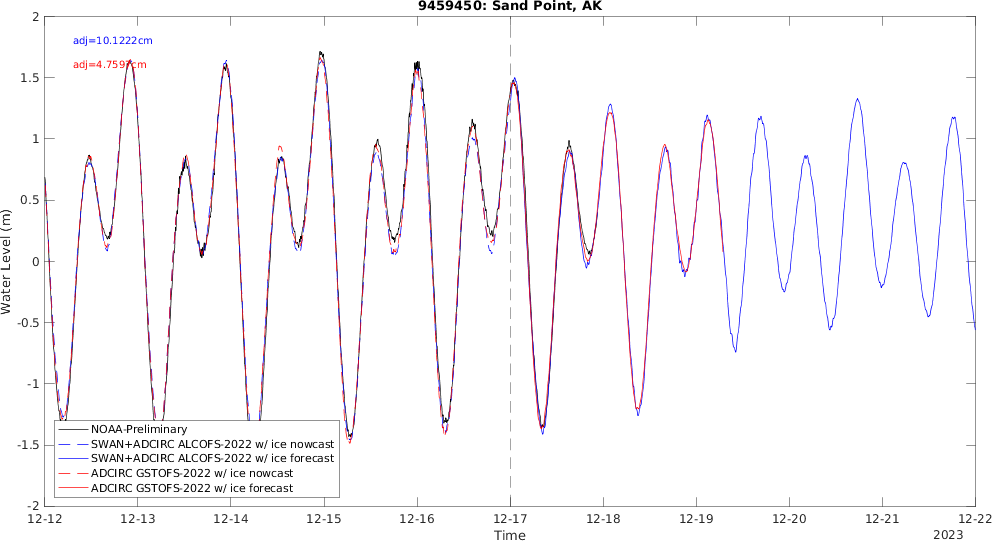 9459450: Sand Point, AK
2
1.5
1
0.5
0
-0.5
-1
-1.5
-2
Water Level (m)
adj=10.1222cm
NOAA-Preliminary
SWAN+ADCIRC ALCOFS-2022 w/ ice nowcast
SWAN+ADCIRC ALCOFS-2022 w/ ice forecast
ADCIRC GSTOFS-2022 w/ ice nowcast
ADCIRC GSTOFS-2022 w/ ice forecast
12-12 12-13 12-14 12-15 12-16 12-17 12-18 12-19 12-20 12-21 12-22
Time
2023